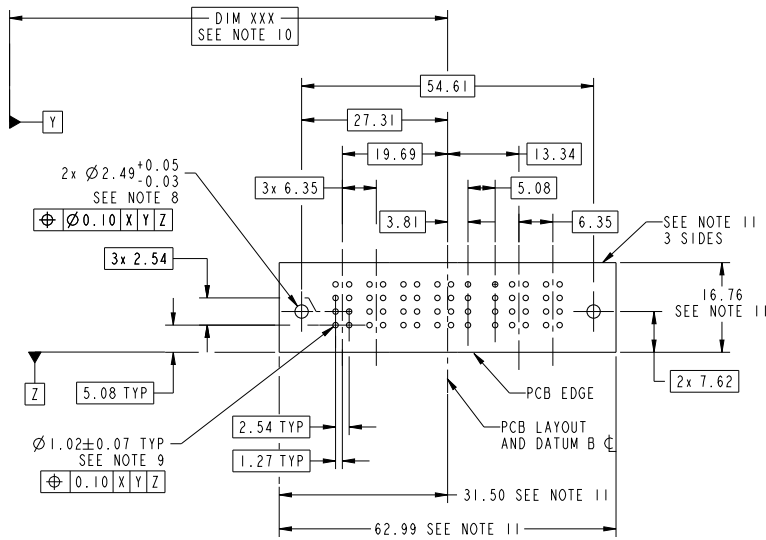 DIM XXX
SEE NOTE 10
54.61
Y
27.31
19.69
13.34
2x Ø2.49 +0.05
-0.03
SEE NOTE 8
3x 6.35
5.08
⌖ Ø0.10 X Y Z
3.81
6.35
SEE NOTE 11
3 SIDES
3x 2.54
16.76
SEE NOTE 11
Z
5.08 TYP
PCB EDGE
2x 7.62
2.54 TYP
PCB LAYOUT
AND DATUM B ℄
Ø1.02±0.07 TYP
SEE NOTE 9
1.27 TYP
⌖ 0.10 X Y Z
31.50 SEE NOTE 11
62.99 SEE NOTE 11